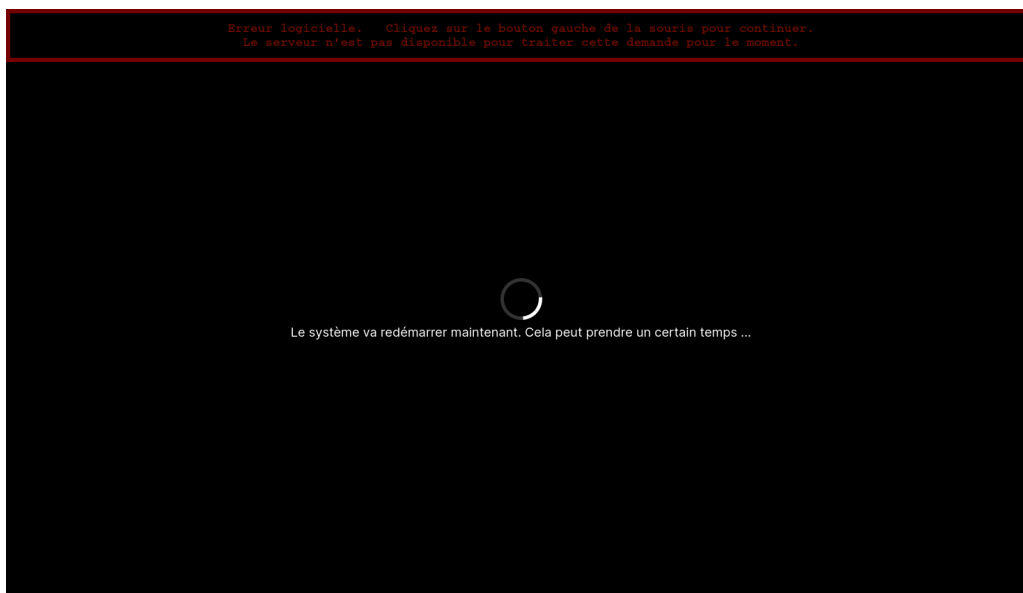 Erreur logicielle.   Cliquez sur le bouton gauche de la souris pour continuer.
Le serveur n'est pas disponible pour traiter cette demande pour le moment.
Le système va redémarrer maintenant. Cela peut prendre un certain temps ...